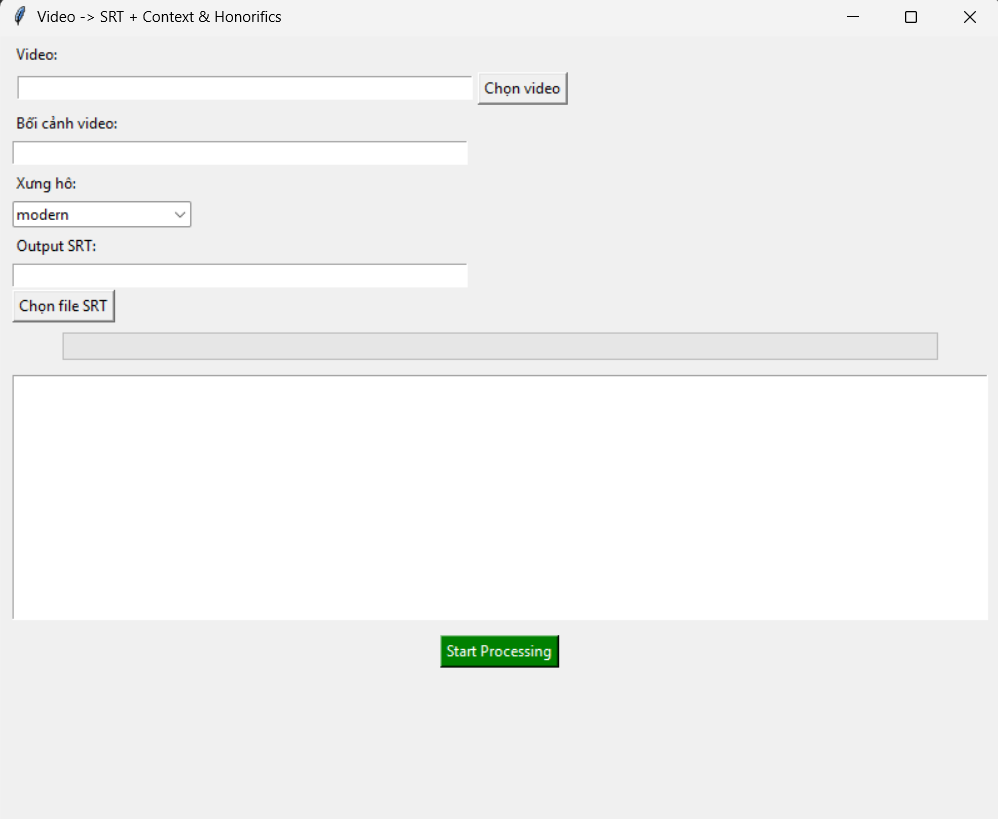 Video -> SRT + Context & Honorifics
Video:
Chọn video
Bối cảnh video:
Xưng hô:
modern
Output SRT:
Chọn file SRT
Start Processing